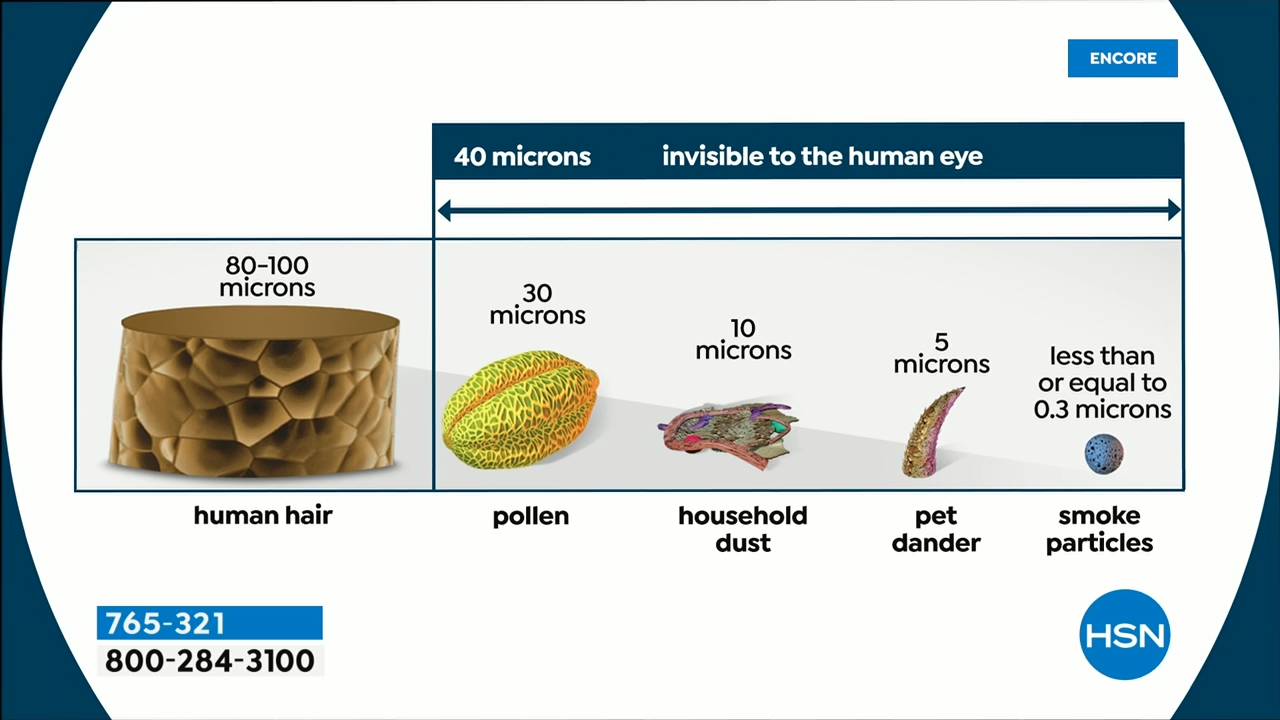 ENCORE
40 microns invisible to the human eye
80-100
microns
30
microns
10
microns
5
microns
less than
or equal to
0.3 microns
human hair
pollen
household
dust
pet
dander
smoke
particles
765-321
800-284-3100
HSN